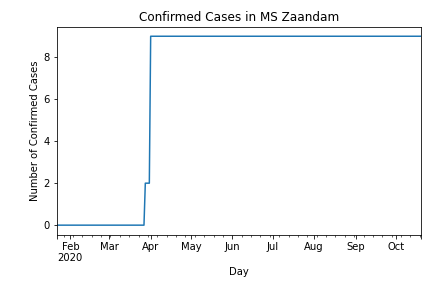 Confirmed Cases in MS Zaandam
Number of Confirmed Cases
8
6
4
2
0
Feb Mar Apr May Jun Jul Aug Sep Oct
2020
Day